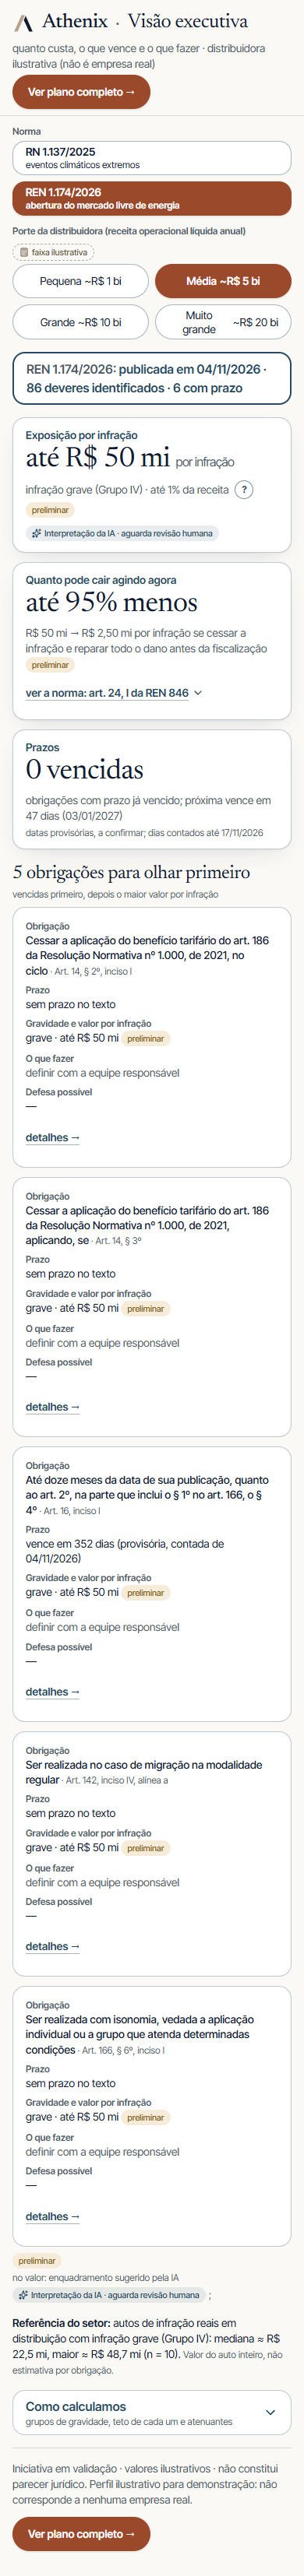 Athenix · Visão executiva
quanto custa, o que vence e o que fazer · distribuidora
ilustrativa (não é empresa real)
Ver plano completo →
Norma
RN 1.137/2025
eventos climáticos extremos
REN 1.174/2026
abertura do mercado livre de energia
Porte da distribuidora (receita operacional líquida anual)
faixa ilustrativa
Pequena ~R$ 1 bi
Média ~R$ 5 bi
Grande ~R$ 10 bi
Muito
grande ~R$ 20 bi
REN 1.174/2026: publicada em 04/11/2026 ·
86 deveres identificados · 6 com prazo
Exposição por infração
até R$ 50 mi por infração
infração grave (Grupo IV) · até 1% da receita ?
preliminar
Interpretação da IA · aguarda revisão humana
Quanto pode cair agindo agora
até 95% menos
R$ 50 mi → R$ 2,50 mi por infração se cessar a
infração e reparar todo o dano antes da fiscalização
preliminar
ver a norma: art. 24, I da REN 846
Prazos
0 vencidas
obrigações com prazo já vencido; próxima vence em
47 dias (03/01/2027)
datas provisórias, a confirmar; dias contados até 17/11/2026
5 obrigações para olhar primeiro
vencidas primeiro, depois o maior valor por infração
Obrigação
Cessar a aplicação do benefício tarifário do art. 186
da Resolução Normativa nº 1.000, de 2021, no
ciclo · Art. 14, § 2º, inciso I
Prazo
sem prazo no texto
Gravidade e valor por infração
grave · até R$ 50 mi preliminar
O que fazer
definir com a equipe responsável
Defesa possível
—
detalhes →
Obrigação
Cessar a aplicação do benefício tarifário do art. 186
da Resolução Normativa nº 1.000, de 2021,
aplicando, se · Art. 14, § 3º
Prazo
sem prazo no texto
Gravidade e valor por infração
grave · até R$ 50 mi preliminar
O que fazer
definir com a equipe responsável
Defesa possível
—
detalhes →
Obrigação
Até doze meses da data de sua publicação, quanto
ao art. 2º, na parte que inclui o § 1º no art. 166, o §
4º · Art. 16, inciso I
Prazo
vence em 352 dias (provisória, contada de
04/11/2026)
Gravidade e valor por infração
grave · até R$ 50 mi preliminar
O que fazer
definir com a equipe responsável
Defesa possível
—
detalhes →
Obrigação
Ser realizada no caso de migração na modalidade
regular · Art. 142, inciso IV, alínea a
Prazo
sem prazo no texto
Gravidade e valor por infração
grave · até R$ 50 mi preliminar
O que fazer
definir com a equipe responsável
Defesa possível
—
detalhes →
Obrigação
Ser realizada com isonomia, vedada a aplicação
individual ou a grupo que atenda determinadas
condições · Art. 166, § 6º, inciso I
Prazo
sem prazo no texto
Gravidade e valor por infração
grave · até R$ 50 mi preliminar
O que fazer
definir com a equipe responsável
Defesa possível
—
detalhes →
preliminar
no valor: enquadramento sugerido pela IA
Interpretação da IA · aguarda revisão humana ;
Referência do setor: autos de infração reais em
distribuição com infração grave (Grupo IV): mediana ≈ R$
22,5 mi, maior ≈ R$ 48,7 mi (n = 10). Valor do auto inteiro, não
estimativa por obrigação.
Como calculamos
grupos de gravidade, teto de cada um e atenuantes
Iniciativa em validação · valores ilustrativos · não constitui
parecer jurídico. Perfil ilustrativo para demonstração: não
corresponde a nenhuma empresa real.
Ver plano completo →